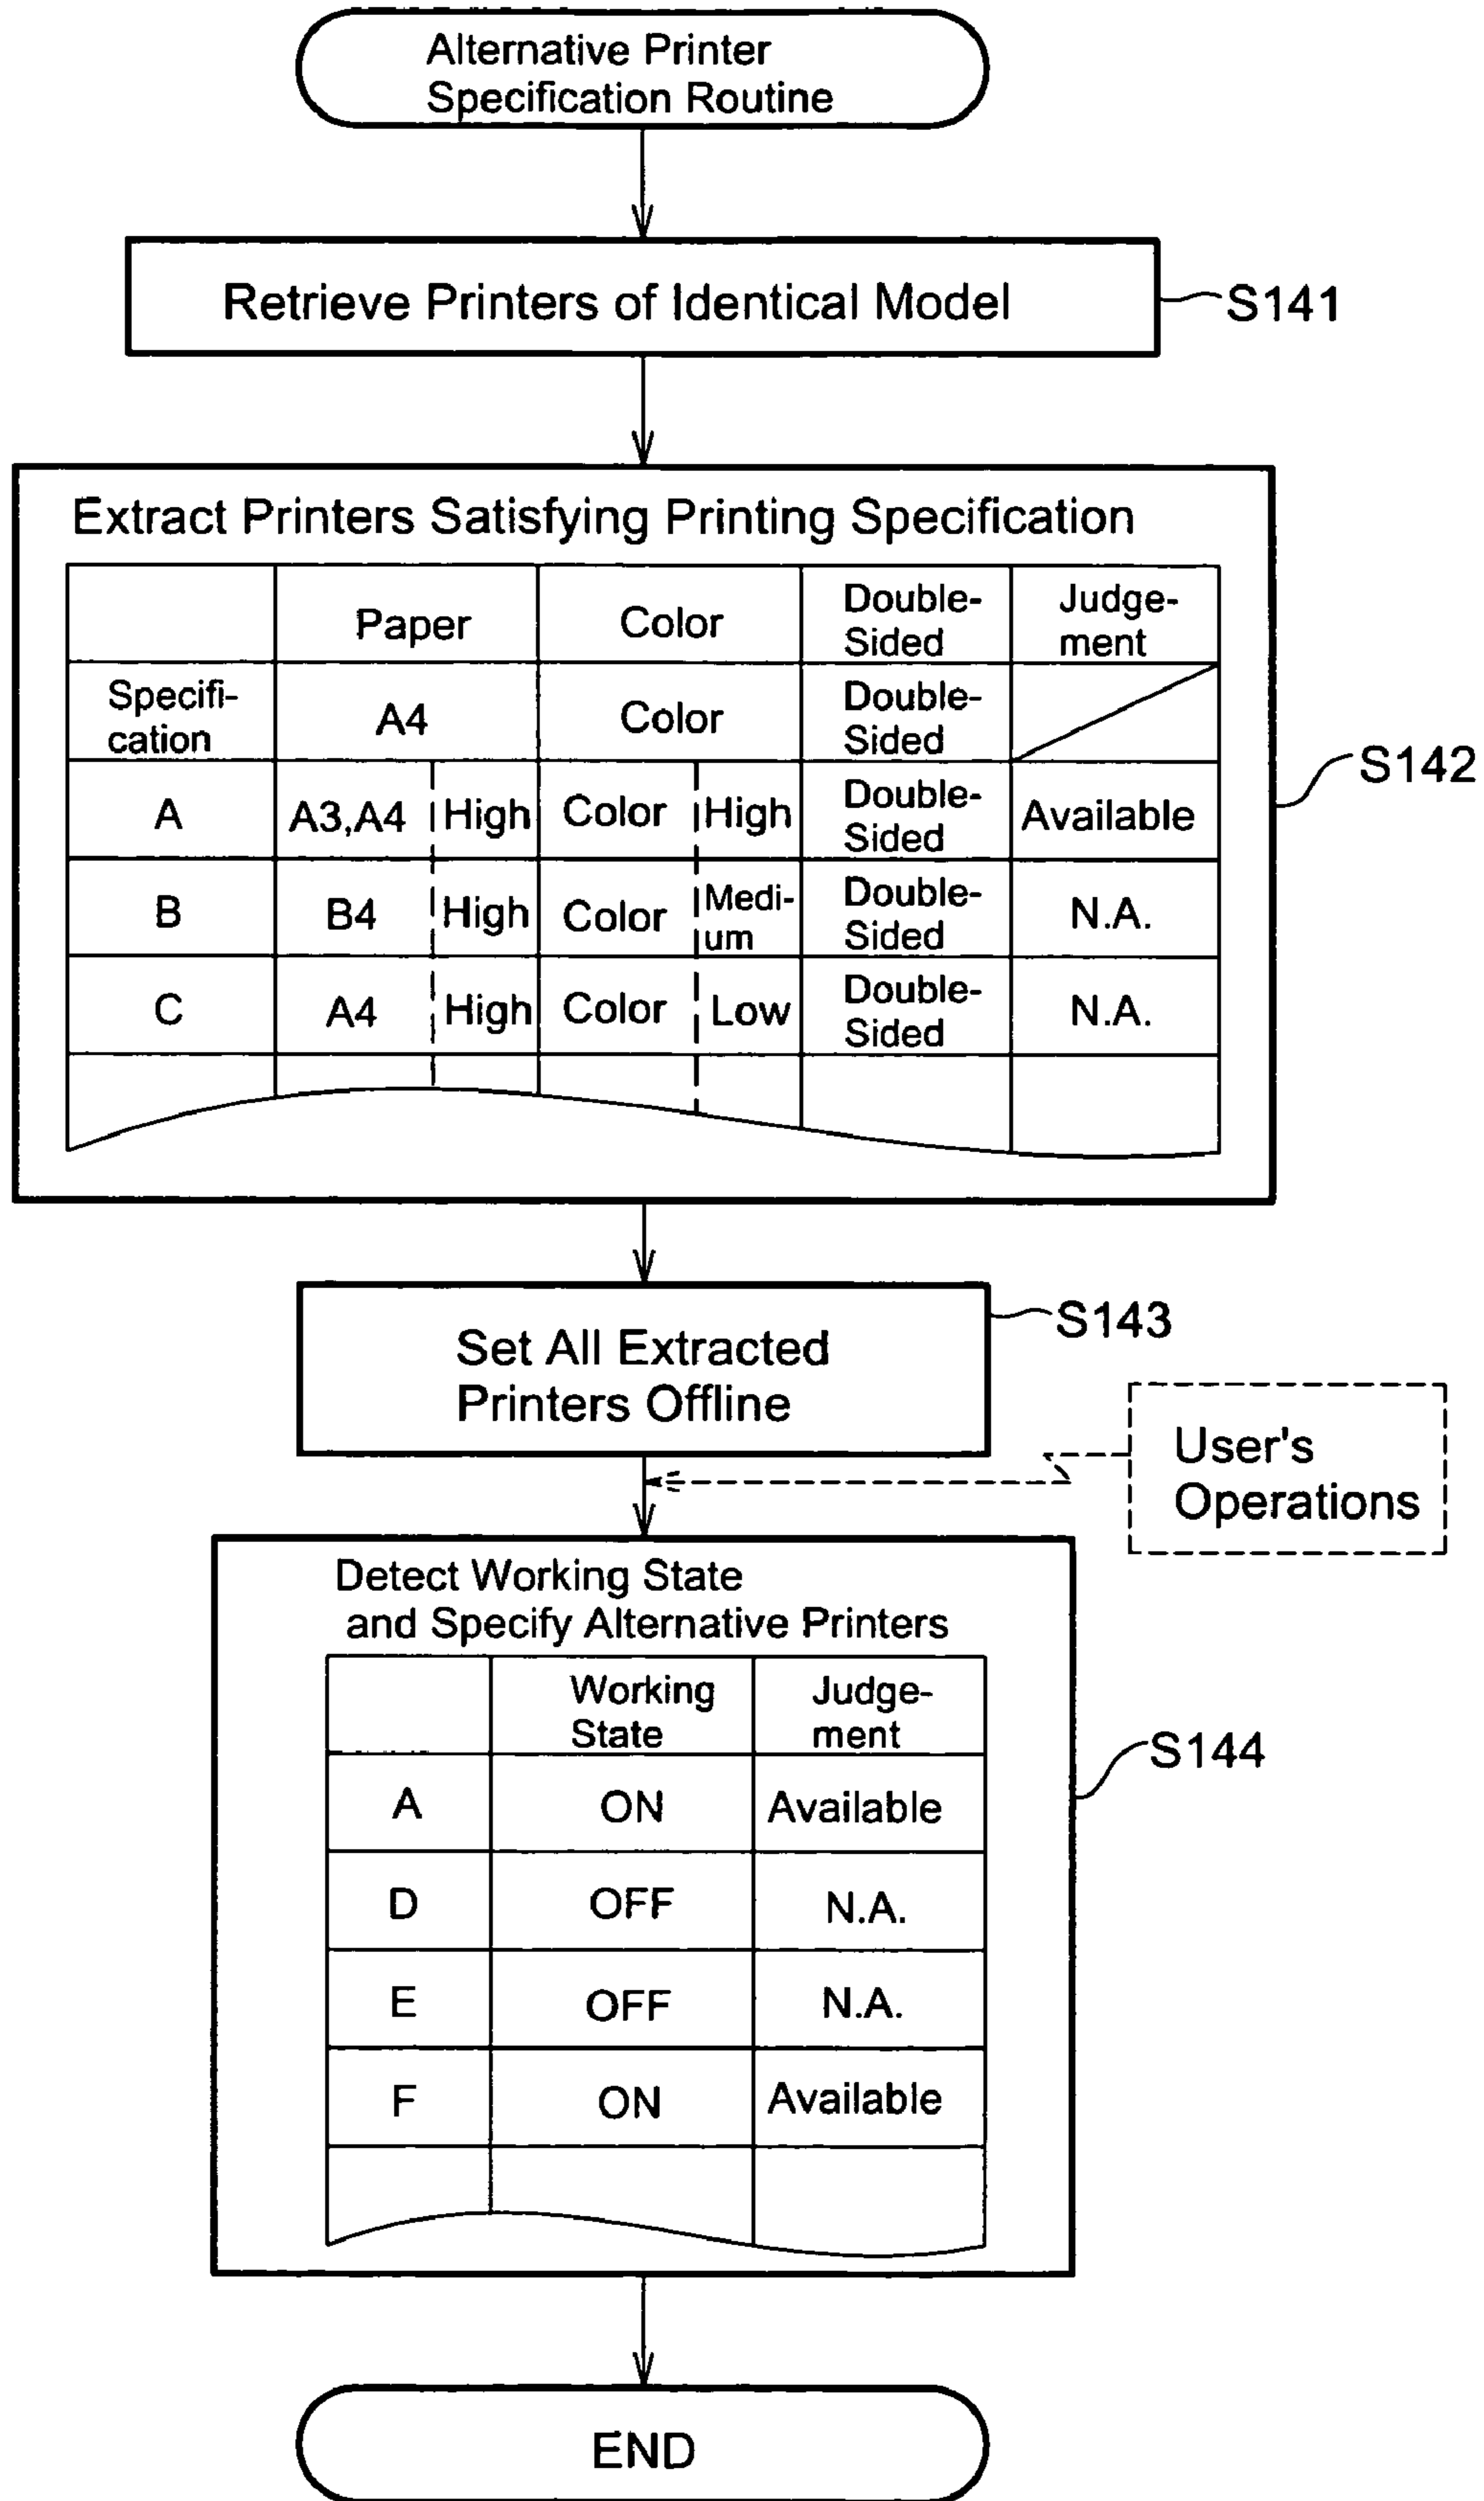 Alternative Printer
Specification Routine
Retrieve Printers of Identical Model
S141
Extract Printers Satisfying Printing Specification
Paper Color Double-Sided Judge-ment
Specifi-cation A4 Color Double-Sided
A A3,A4 High Color High Double-Sided Available
B B4 High Color Medi-um Double-Sided N.A.
C A4 High Color Low Double-Sided N.A.
S142
Set All Extracted
Printers Offline
S143
User's
Operations
Detect Working State
and Specify Alternative Printers
Working State Judge-ment
A ON Available
D OFF N.A.
E OFF N.A.
F ON Available
S144
END